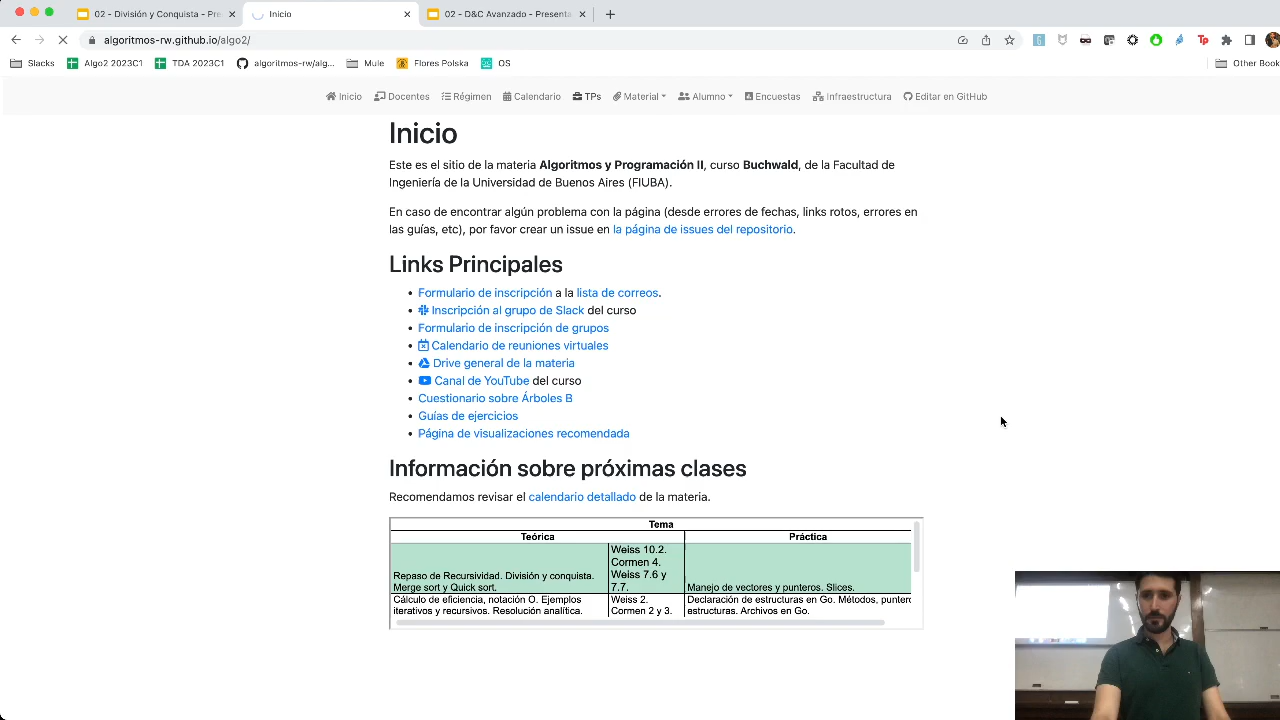 02 - División y Conquista - Pre
Inicio
02 - D&C Avanzado - Presenta
algoritmos-rw.github.io/algo2/
Slacks
Algo2 2023C1
TDA 2023C1
algoritmos-rw/alg...
Mule
Flores Polska
OS
Other Book
Inicio
Docentes
Régimen
Calendario
TPs
Material
Alumno
Encuestas
Infraestructura
Editar en GitHub
Inicio
Este es el sitio de la materia Algoritmos y Programación II, curso Buchwald, de la Facultad de
Ingeniería de la Universidad de Buenos Aires (FIUBA).
En caso de encontrar algún problema con la página (desde errores de fechas, links rotos, errores en
las guías, etc), por favor crear un issue en la página de issues del repositorio.
Links Principales
Formulario de inscripción a la lista de correos.
Inscripción al grupo de Slack del curso
Formulario de inscripción de grupos
Calendario de reuniones virtuales
Drive general de la materia
Canal de YouTube del curso
Cuestionario sobre Árboles B
Guías de ejercicios
Página de visualizaciones recomendada
Información sobre próximas clases
Recomendamos revisar el calendario detallado de la materia.
Tema
Teórica
Práctica
Repaso de Recursividad. División y conquista.
Merge sort y Quick sort.
Weiss 10.2.
Cormen 4.
Weiss 7.6 y
7.7.
Manejo de vectores y punteros. Slices.
Cálculo de eficiencia, notación O. Ejemplos
iterativos y recursivos. Resolución analítica.
Weiss 2.
Cormen 2 y 3.
Declaración de estructuras en Go. Métodos, puntero
estructuras. Archivos en Go.